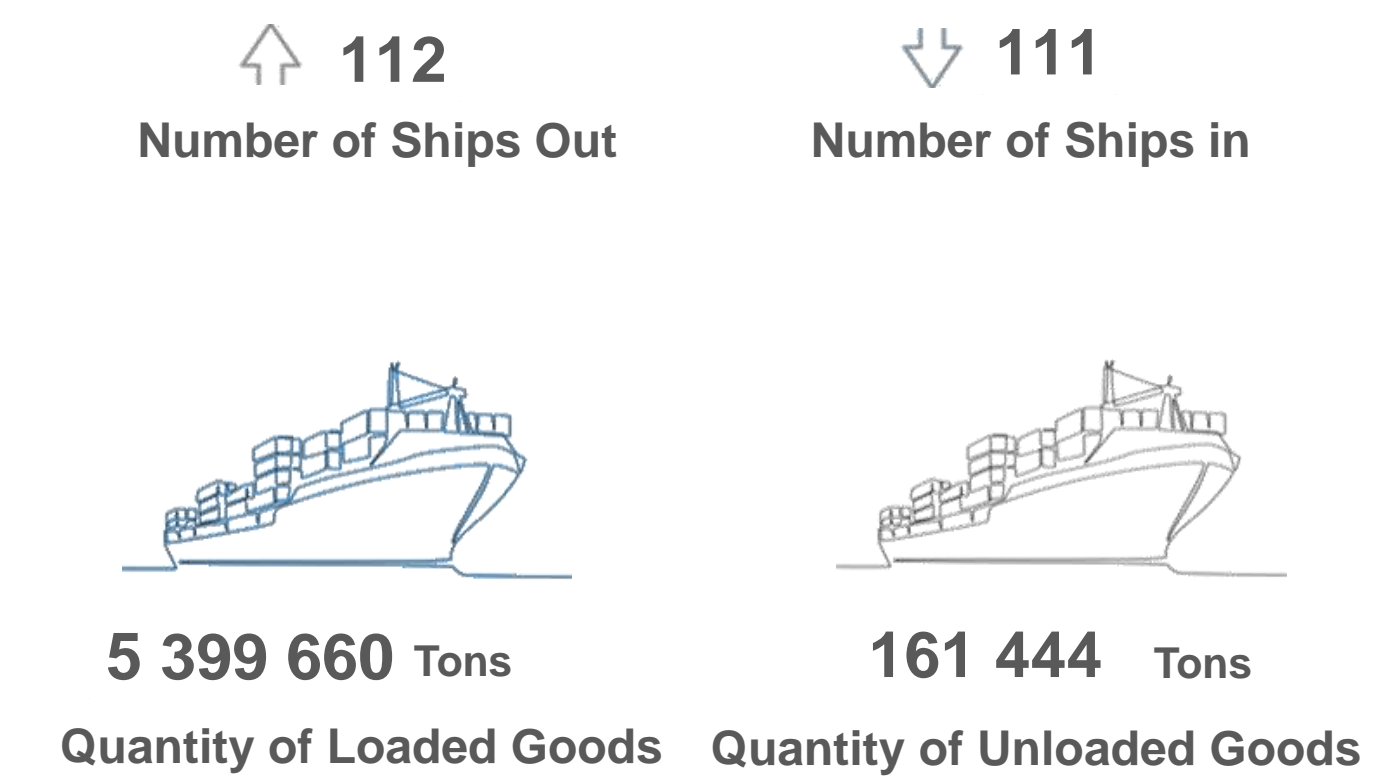 112
Number of Ships Out
111
Number of Ships in
5 399 660 Tons
Quantity of Loaded Goods
161 444 Tons
Quantity of Unloaded Goods